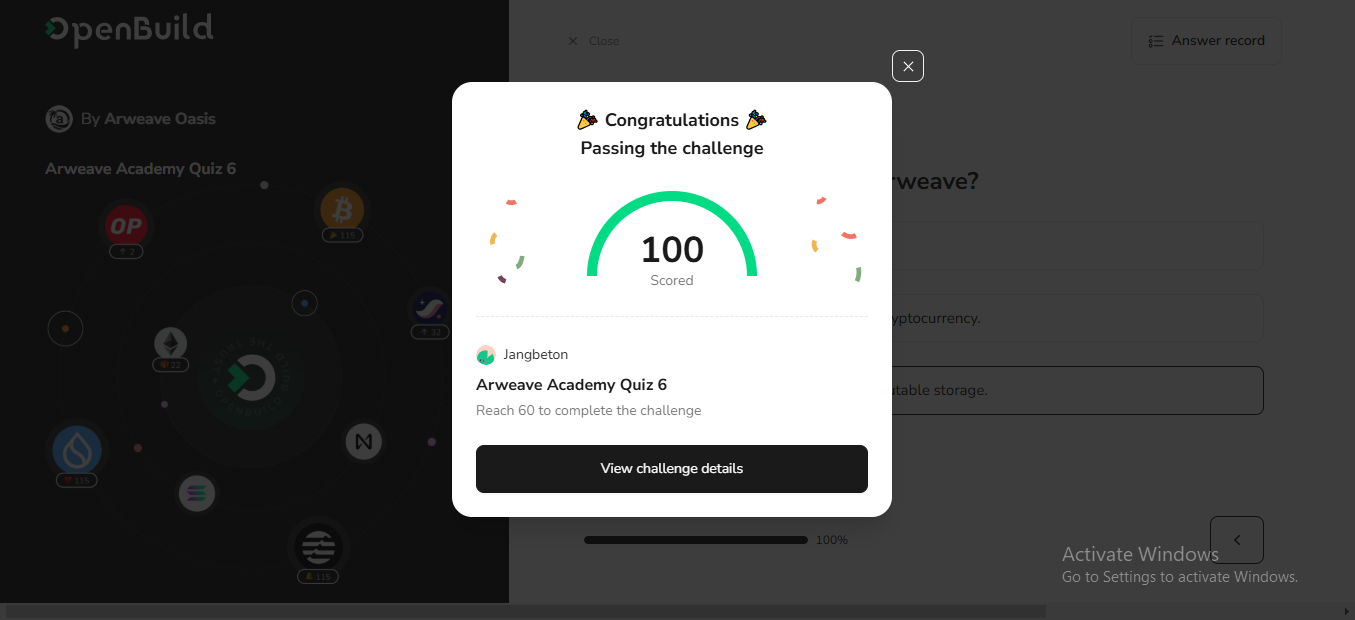 OpenBuild
By Arweave Oasis
Arweave Academy Quiz 6
OP
2
115
33
22
115
115
Close
Answer record
rweave?
yptocurrency.
table storage.
100%
Congratulations
Passing the challenge
100
Scored
Jangbeton
Arweave Academy Quiz 6
Reach 60 to complete the challenge
View challenge details
Activate Windows
Go to Settings to activate Windows.